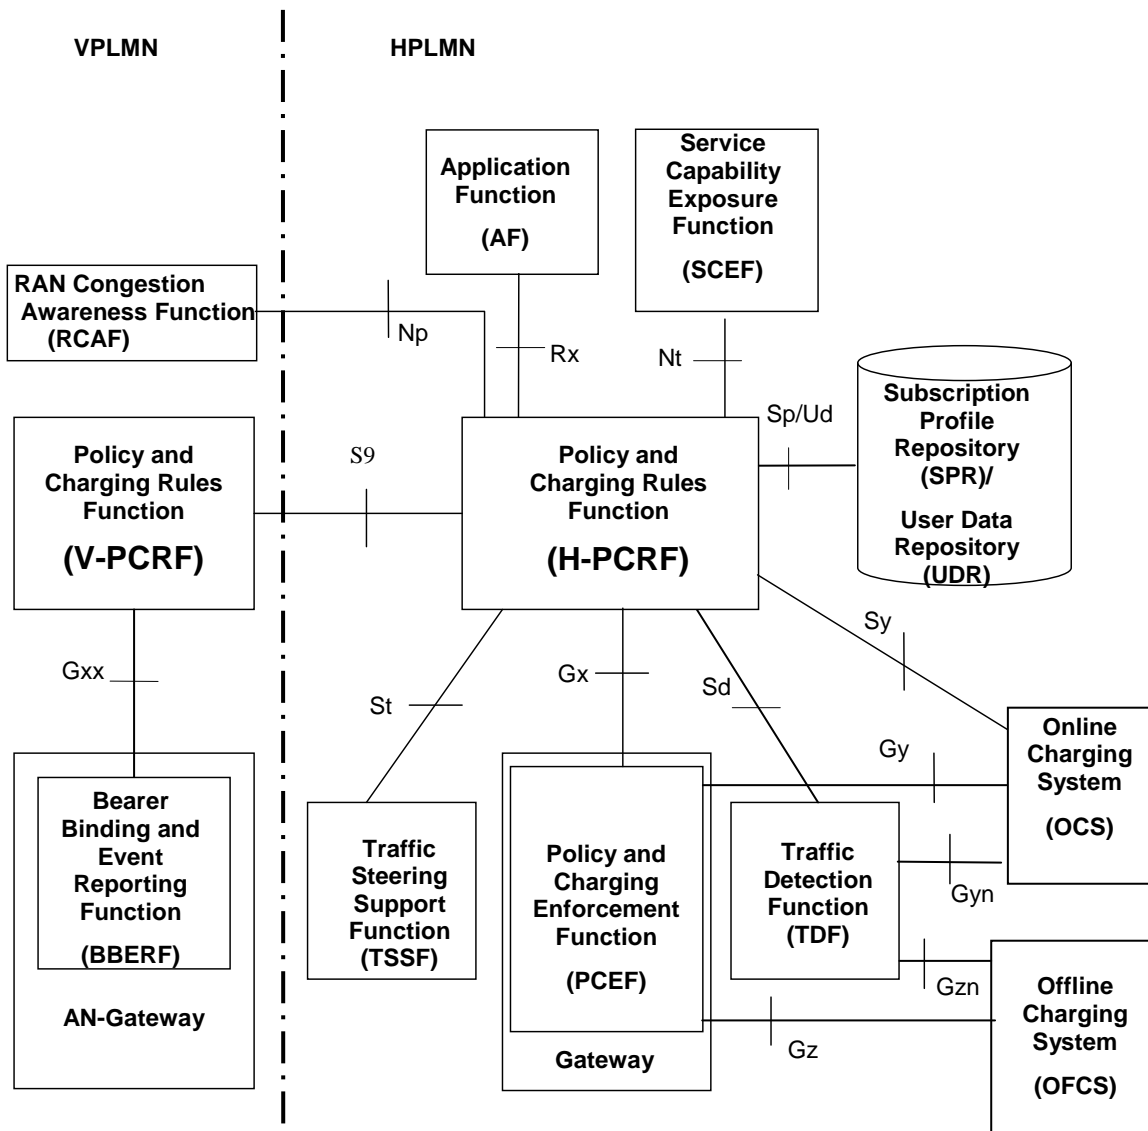 VPLMN
HPLMN
Application
Function
(AF)
Service
Capability
Exposure
Function
(SCEF)
RAN Congestion
Awareness Function
(RCAF)
Np
Rx
Nt
Sp/Ud
Subscription
Profile
Repository
(SPR)/
User Data
Repository
(UDR)
Policy and
Charging Rules
Function
(V-PCRF)
S9
Policy and
Charging Rules
Function
(H-PCRF)
Gxx
St
Gx
Sd
Sy
Gy
Online
Charging
System
(OCS)
Bearer
Binding and
Event
Reporting
Function
(BBERF)
AN-Gateway
Traffic
Steering
Support
Function
(TSSF)
Policy and
Charging
Enforcement
Function
(PCEF)
Gateway
Traffic
Detection
Function
(TDF)
Gyn
Gzn
Gz
Offline
Charging
System
(OFCS)